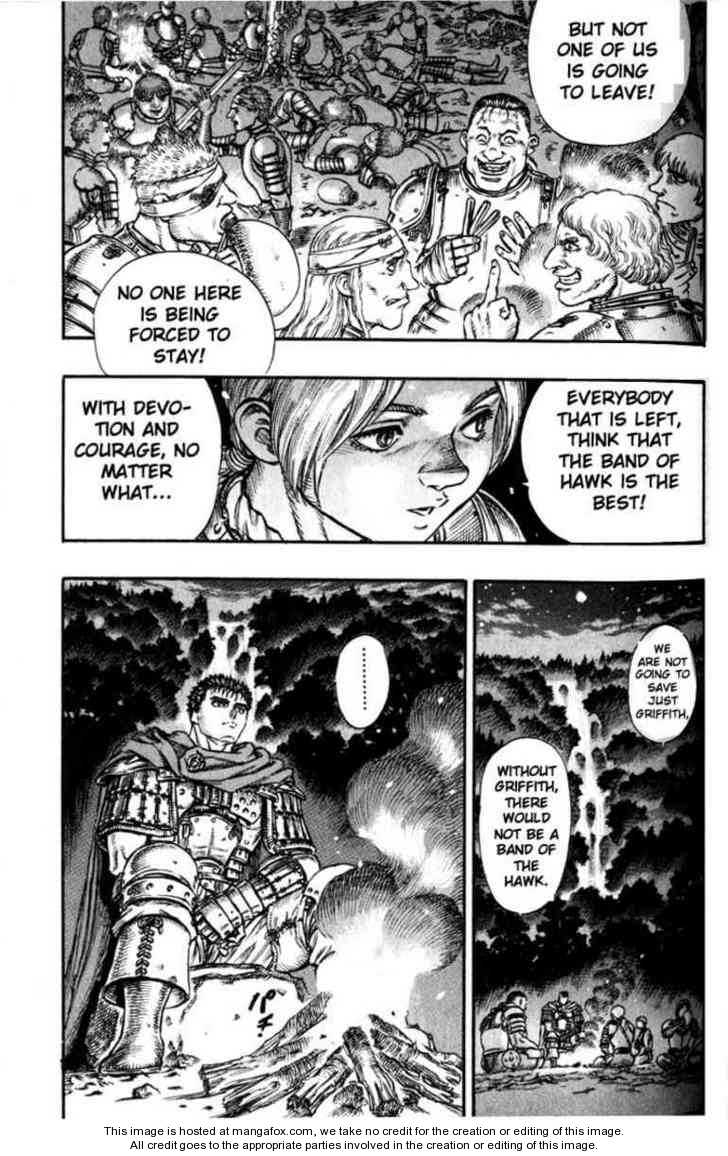 BUT NOT
ONE OF US
IS GOING
TO LEAVE!
NO ONE HERE
IS BEING
FORCED TO
STAY!
EVERYBODY
THAT IS LEFT,
THINK THAT
THE BAND OF
HAWK IS THE
BEST!
WITH DEVO-
TION AND
COURAGE, NO
MATTER
WHAT...
WE
ARE NOT
GOING TO
SAVE
JUST
GRIFFITH,
WITHOUT
GRIFFITH,
THERE
WOULD
NOT BE A
BAND OF
THE
HAWK.
.........
This image is hosted at mangafox.com, we take no credit for the creation or editing of this image.
All credit goes to the appropriate parties involved in the creation or editing of this image.